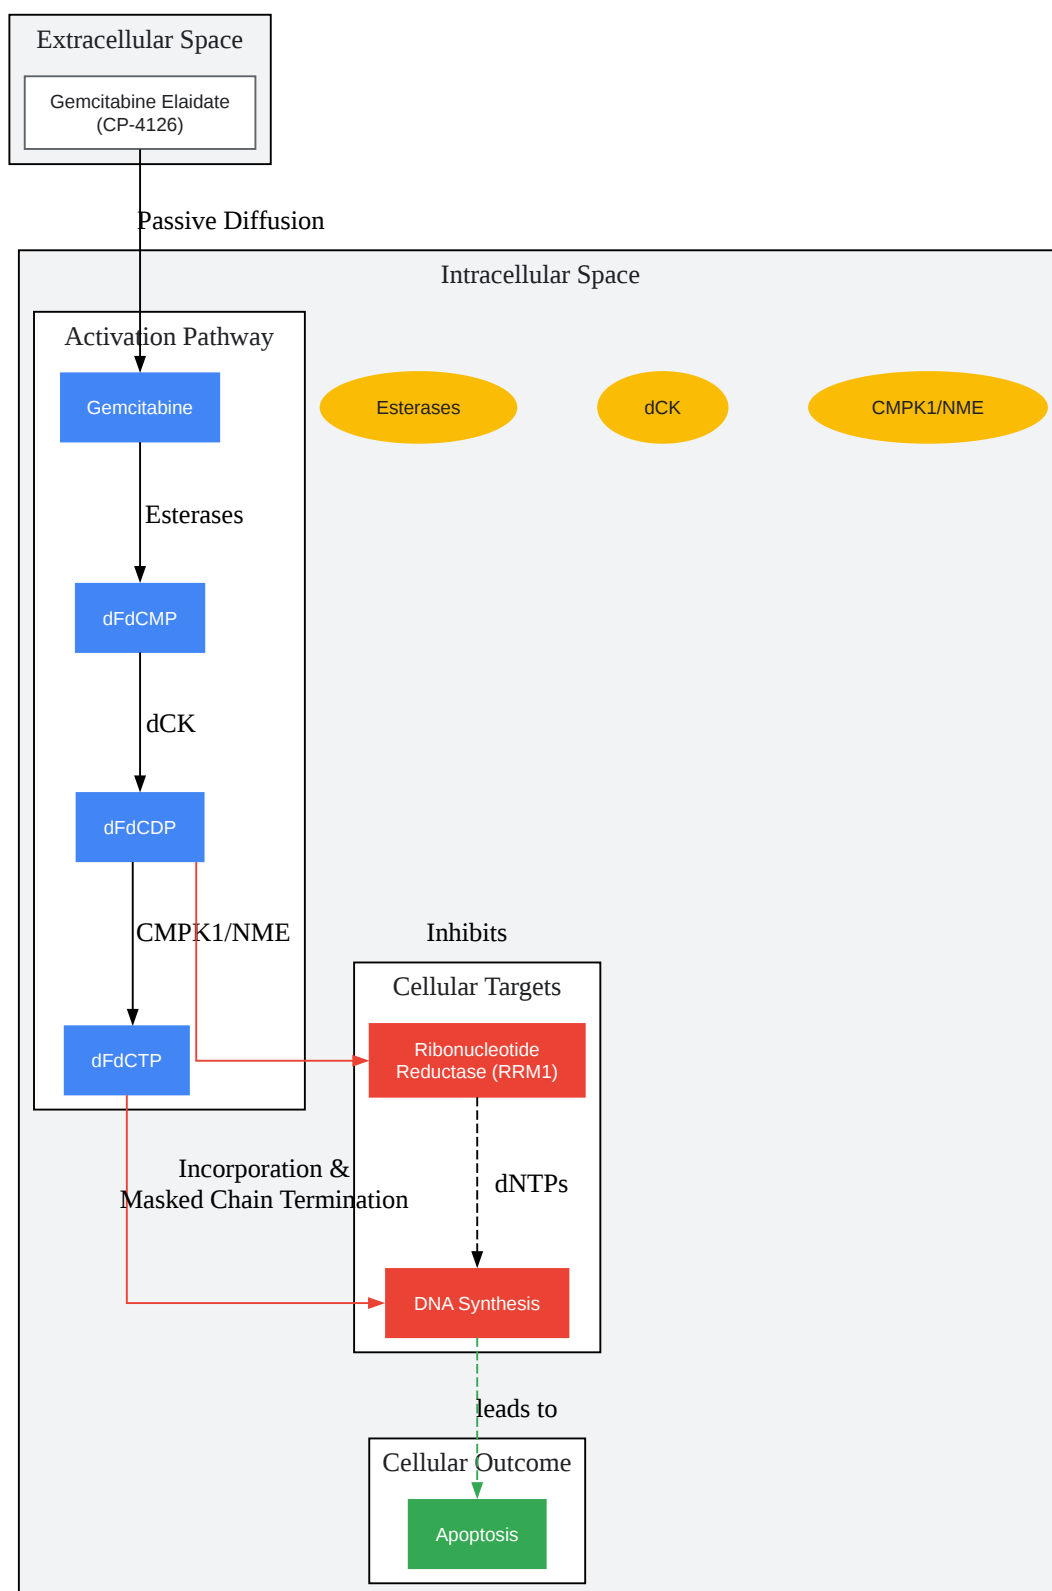 Extracellular Space
Gemcitabine Elaidate
(CP-4126)
Passive Diffusion
Intracellular Space
Activation Pathway
Gemcitabine
Esterases
dCK
CMPK1/NME
Esterases
dFdCMP
dCK
dFdCDP
CMPK1/NME
Inhibits
Cellular Targets
dFdCTP
Ribonucleotide
Reductase (RRM1)
Incorporation &
Masked Chain Termination
dNTPs
DNA Synthesis
leads to
Cellular Outcome
Apoptosis